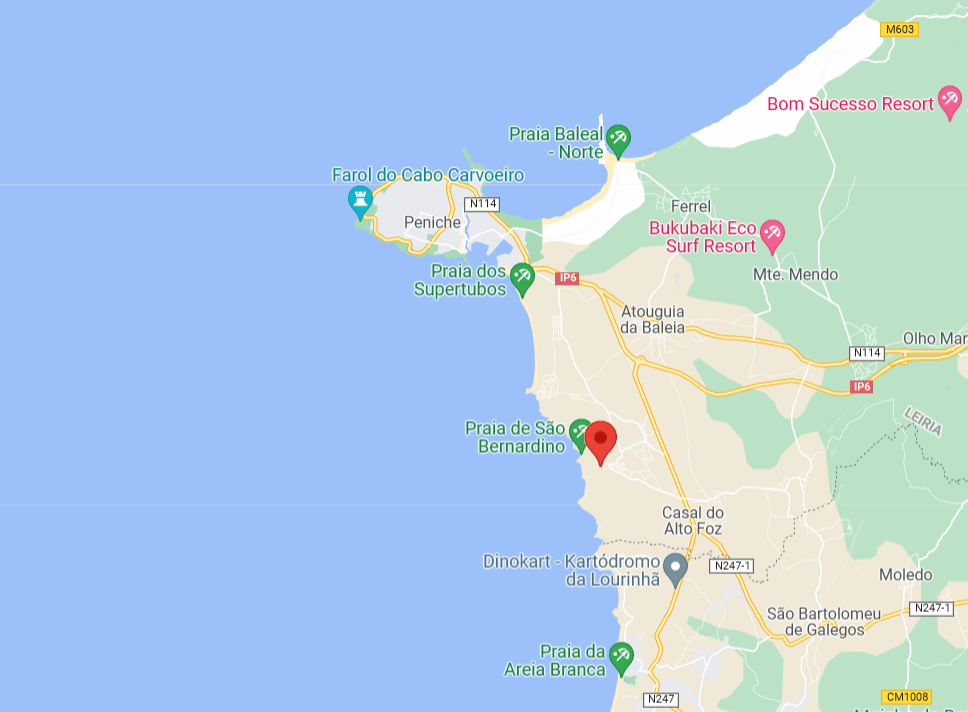 M603
Bom Sucesso Resort
Praia Baleal
- Norte
Farol do Cabo Carvoeiro
N114
Peniche
Ferrel
Bukubaki Eco
Surf Resort
Mte. Mendo
Praia dos
Supertubos
IP6
Atouguia
da Baleia
Olho Mar
N114
IP6
LEIRIA
Praia de São
Bernardino
Casal do
Alto Foz
Dinokart - Kartódromo
da Lourinhã
N247-1
Moledo
N247-1
São Bartolomeu
de Galegos
Praia da
Areia Branca
N247
CM1008